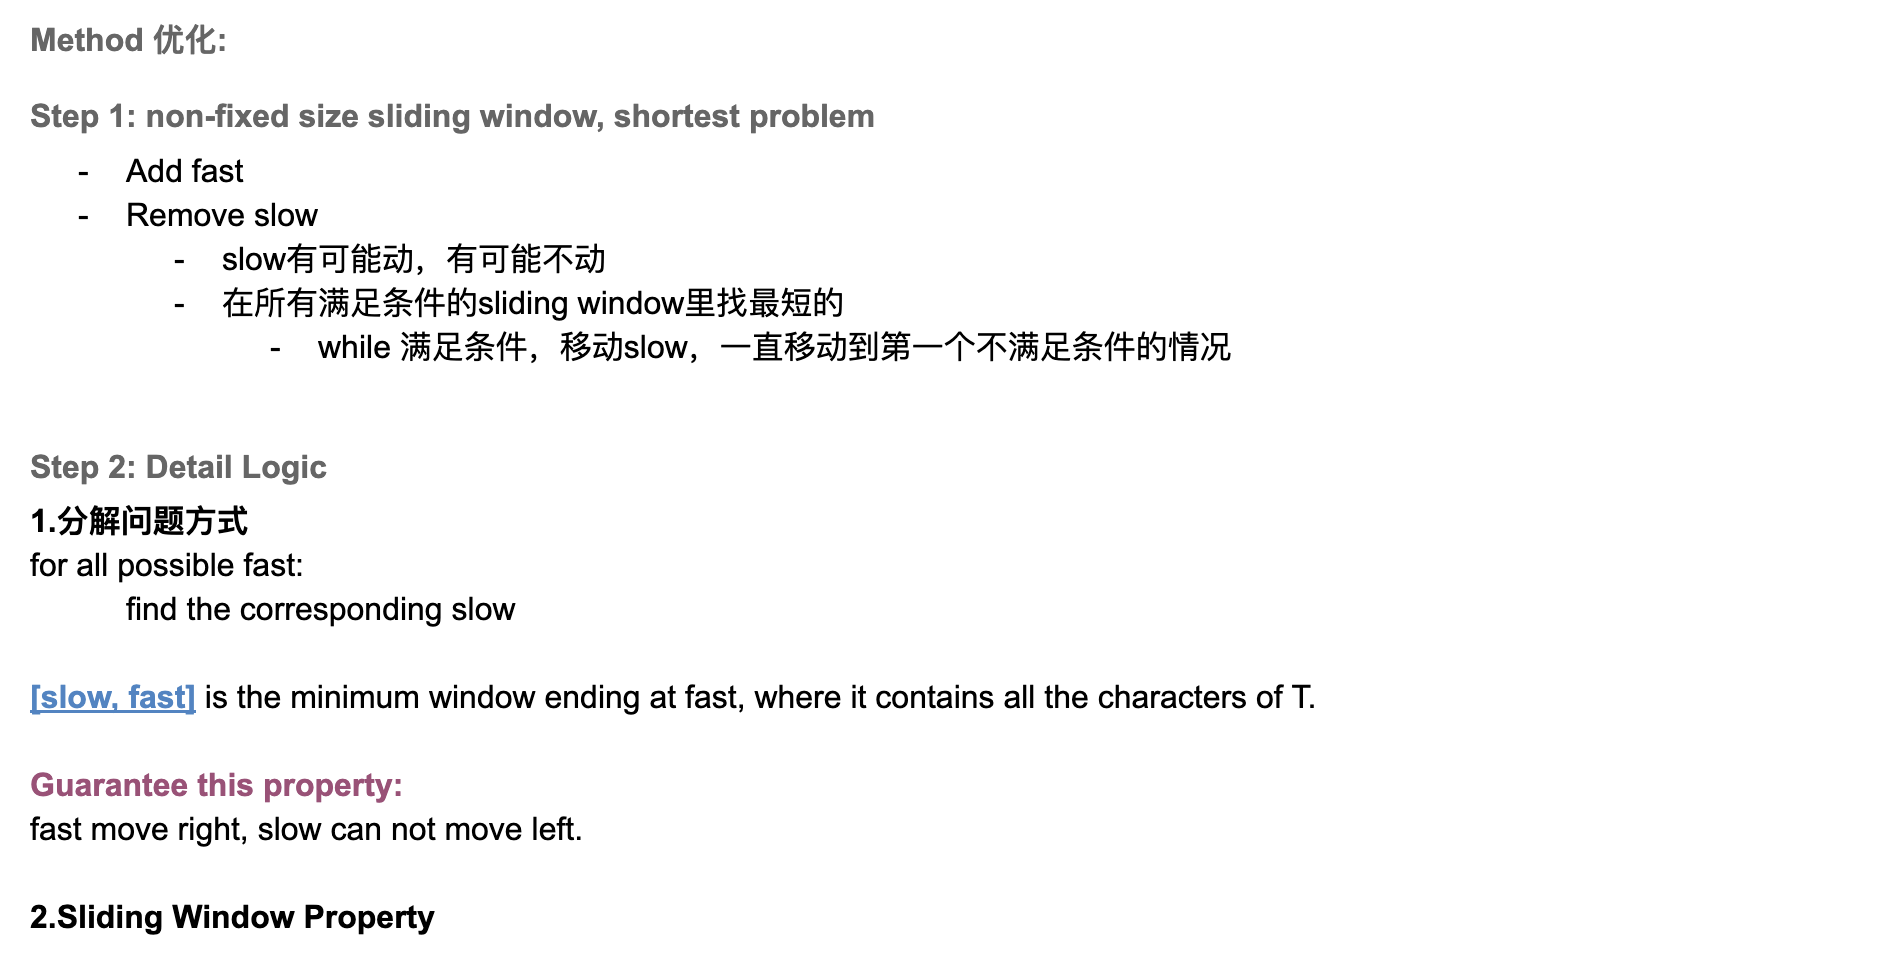 Method 优化:
Step 1: non-fixed size sliding window, shortest problem
- Add fast
- Remove slow
- slow有可能动，有可能不动
- 在所有满足条件的sliding window里找最短的
- while 满足条件，移动slow，一直移动到第一个不满足条件的情况
Step 2: Detail Logic
1.分解问题方式
for all possible fast:
find the corresponding slow
[slow, fast] is the minimum window ending at fast, where it contains all the characters of T.
Guarantee this property:
fast move right, slow can not move left.
2.Sliding Window Property